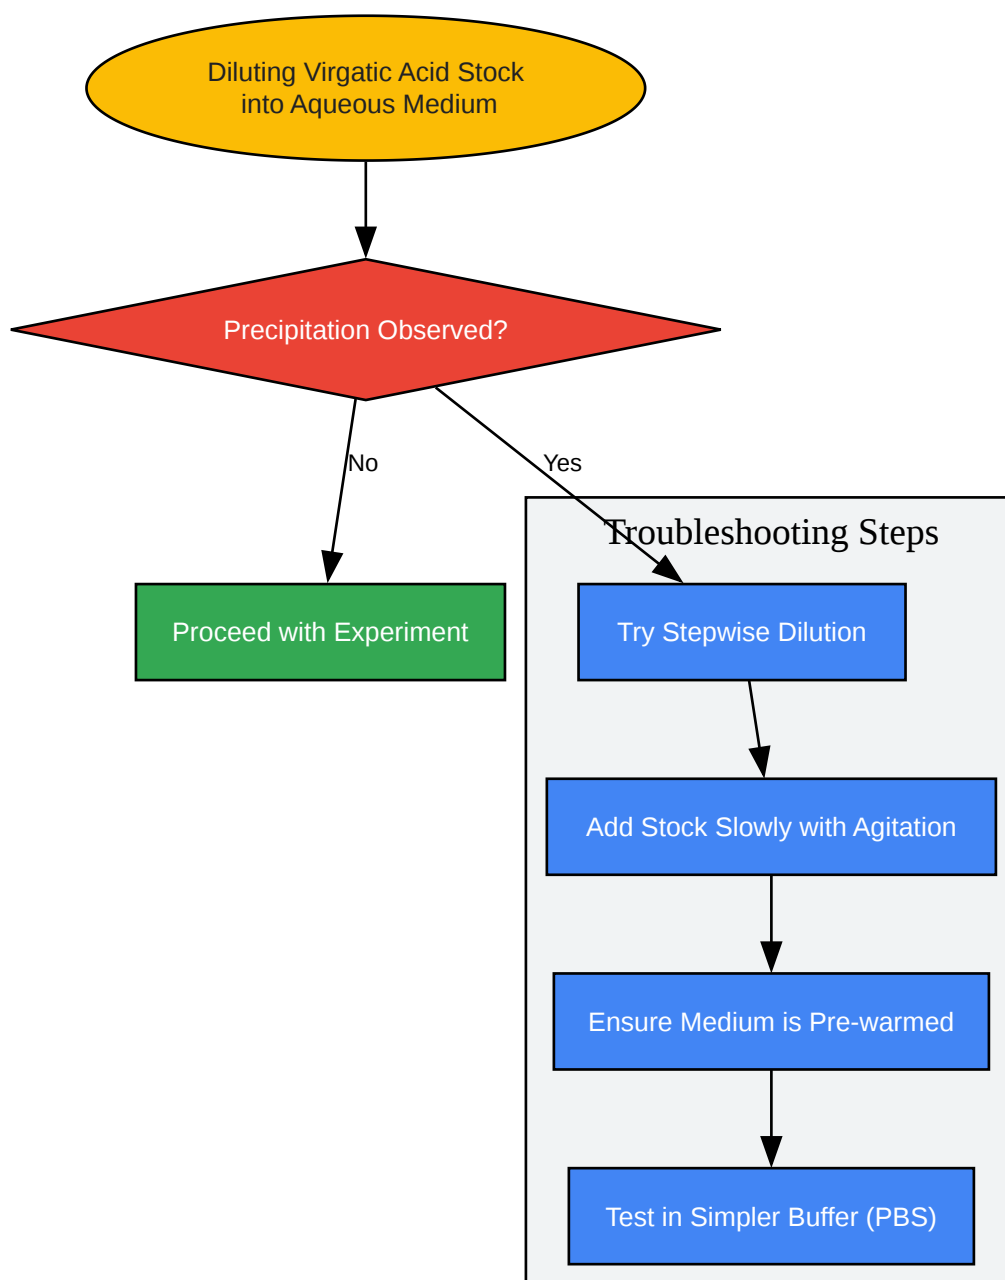 Diluting Virgatic Acid Stock
into Aqueous Medium
Precipitation Observed?
No
Yes
Troubleshooting Steps
Proceed with Experiment
Try Stepwise Dilution
Add Stock Slowly with Agitation
Ensure Medium is Pre-warmed
Test in Simpler Buffer (PBS)